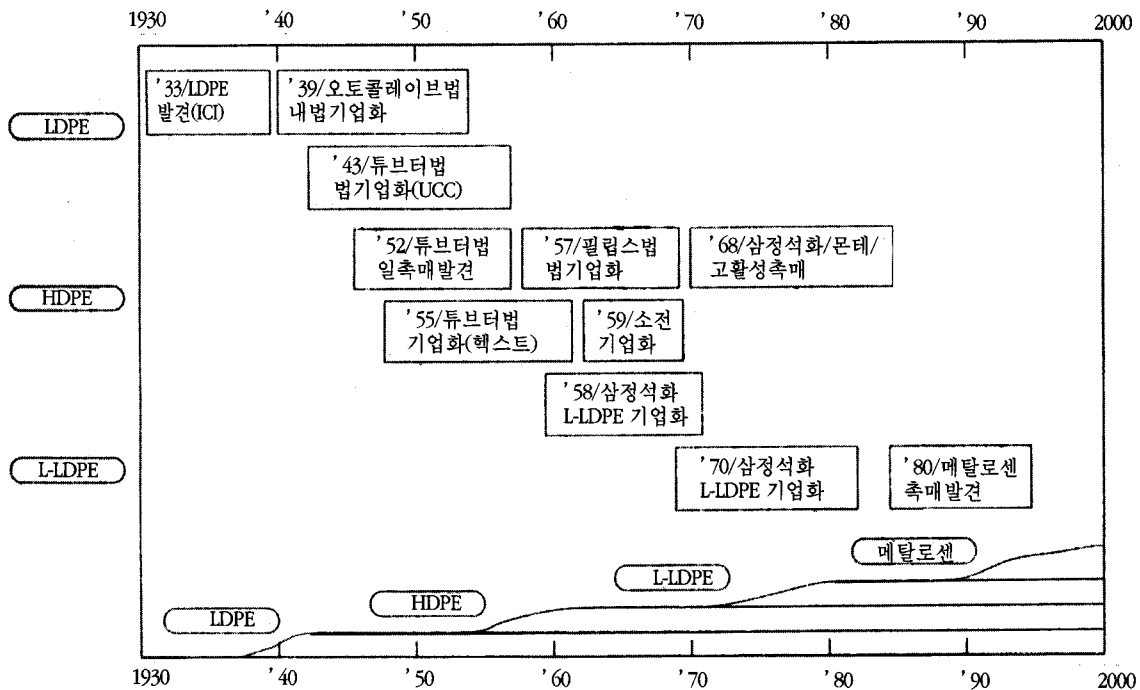 1930 '40 '50 '60 '70 '80 '90 2000
'33/LDPE
발견(ICI)
'39/오토콜레이브법
내법기업화
LDPE
'43/튜브터법
법기업화(UCC)
'52/튜브터법
일촉매발견
'57/필립스법
법기업화
'68/삼정석화/몬테/
고활성촉매
HDPE
'55/튜브터법
기업화(헥스트)
'59/소전
기업화
'58/삼정석화
L-LDPE 기업화
L-LDPE
'70/삼정석화
L-LDPE 기업화
'80/메탈로센
촉매발견
메탈로센
L-LDPE
HDPE
LDPE
1930 '40 '50 '60 '70 '80 '90 2000